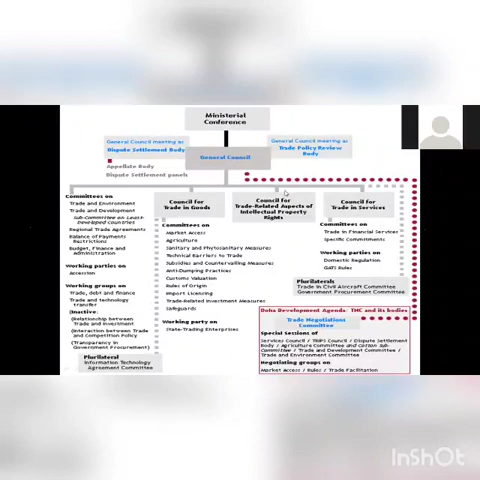 Ministerial
Conference
General Council meeting as
Dispute Settlement Body
General Council
General Council meeting as
Trade Policy Review
Body
Appellate Body
Dispute Settlement panels
Committees on
Trade and Environment
Trade and Development
Sub-Committee on Least-
Developed Countries
Regional Trade Agreements
Balance of Payments
Restrictions
Budget, Finance and
Administration
Working parties on
Accession
Working groups on
Trade, debt and finance
Trade and technology
transfer
(Inactive:
(Relationship between
Trade and Investment
(Interaction between Trade
and Competition Policy
(Transparency in
Government Procurement)
Plurilateral
Information Technology
Agreement Committee
Council for
Trade in Goods
Committees on
Market Access
Agriculture
Sanitary and Phytosanitary Measures
Technical Barriers to Trade
Subsidies and Countervailing Measures
Anti-Dumping Practices
Customs Valuation
Rules of Origin
Import Licensing
Trade-Related Investment Measures
Safeguards
Working party on
State-Trading Enterprises
Council for
Trade-Related Aspects of
Intellectual Property
Rights
Council for
Trade in Services
Committees on
Trade in Financial Services
Specific Commitments
Working parties on
Domestic Regulation
GATS Rules
Plurilaterals
Trade in Civil Aircraft Committee
Government Procurement Committee
Doha Development Agenda: TNC and its bodies
Trade Negotiations
Committee
Special Sessions of
Services Council / TRIPS Council / Dispute Settlement
Body / Agriculture Committee and Cotton Sub-
Committee / Trade and Development Committee /
Trade and Environment Committee
Negotiating groups on
Market Access / Rules / Trade Facilitation
InShOt